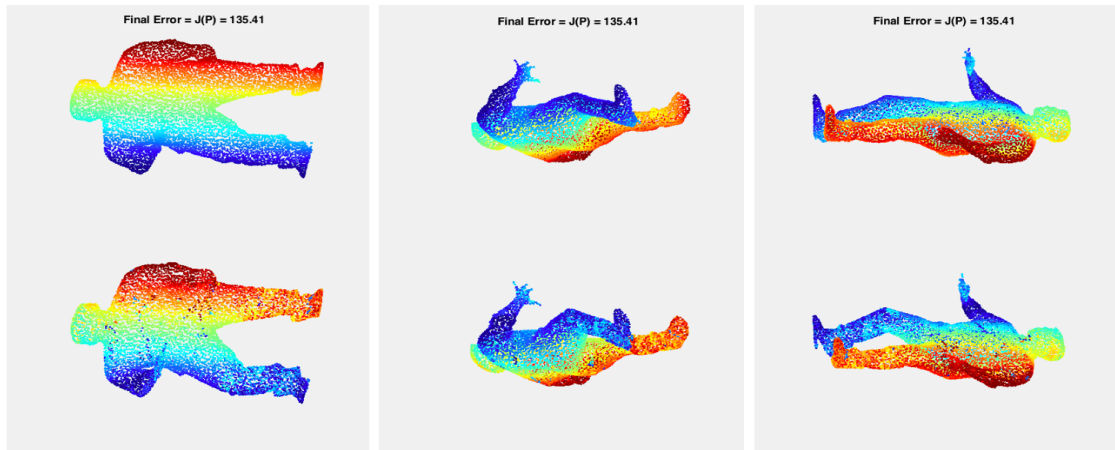 Final Error = J(P) = 135.41
Final Error = J(P) = 135.41
Final Error = J(P) = 135.41